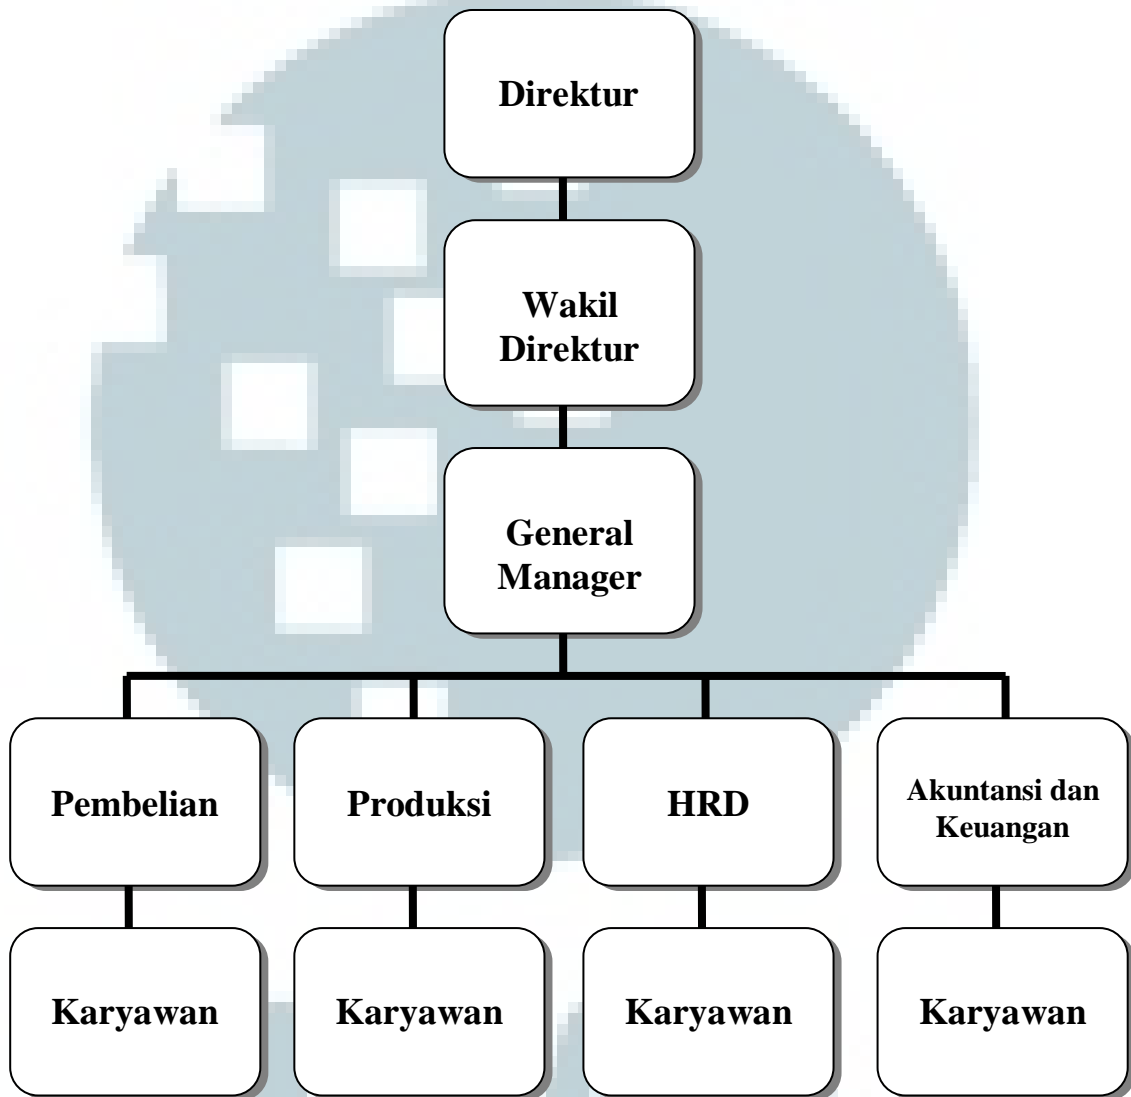 Direktur
Wakil
Direktur
General
Manager
Pembelian
Produksi
HRD
Akuntansi dan
Keuangan
Karyawan
Karyawan
Karyawan
Karyawan